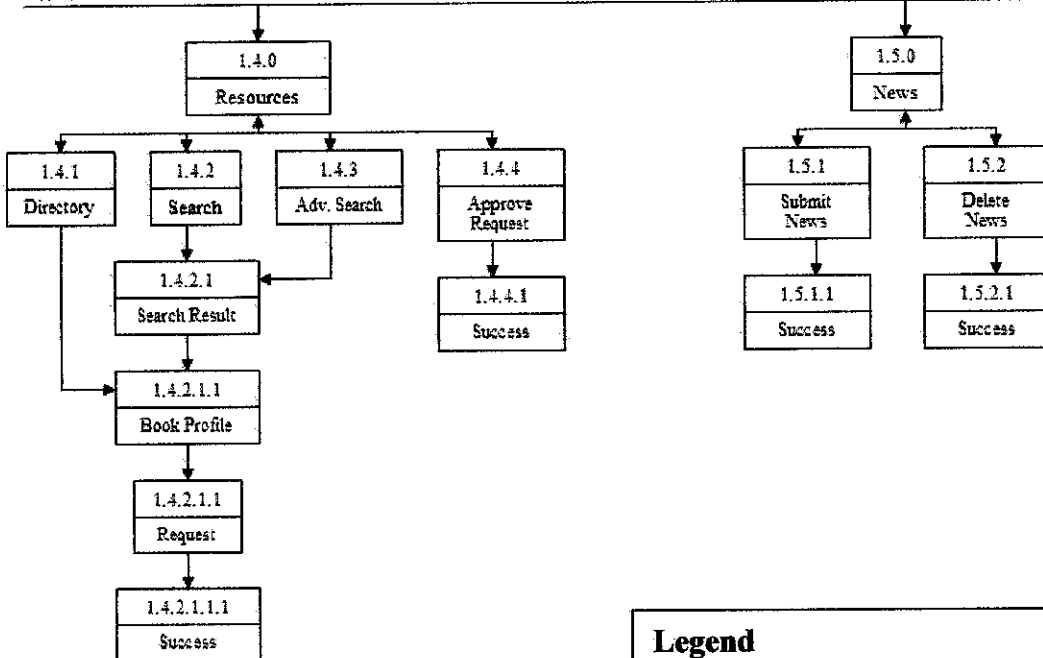 1.4.0
Resources
1.5.0
News
1.4.1
Directory
1.4.2
Search
1.4.3
Adv. Search
1.4.4
Approve
Request
1.5.1
Submit
News
1.5.2
Delete
News
1.4.2.1
Search Result
1.4.4.1
Success
1.5.1.1
Success
1.5.2.1
Success
1.4.2.1.1
Book Profile
1.4.2.1.1
Request
1.4.2.1.1.1
Success
Legend